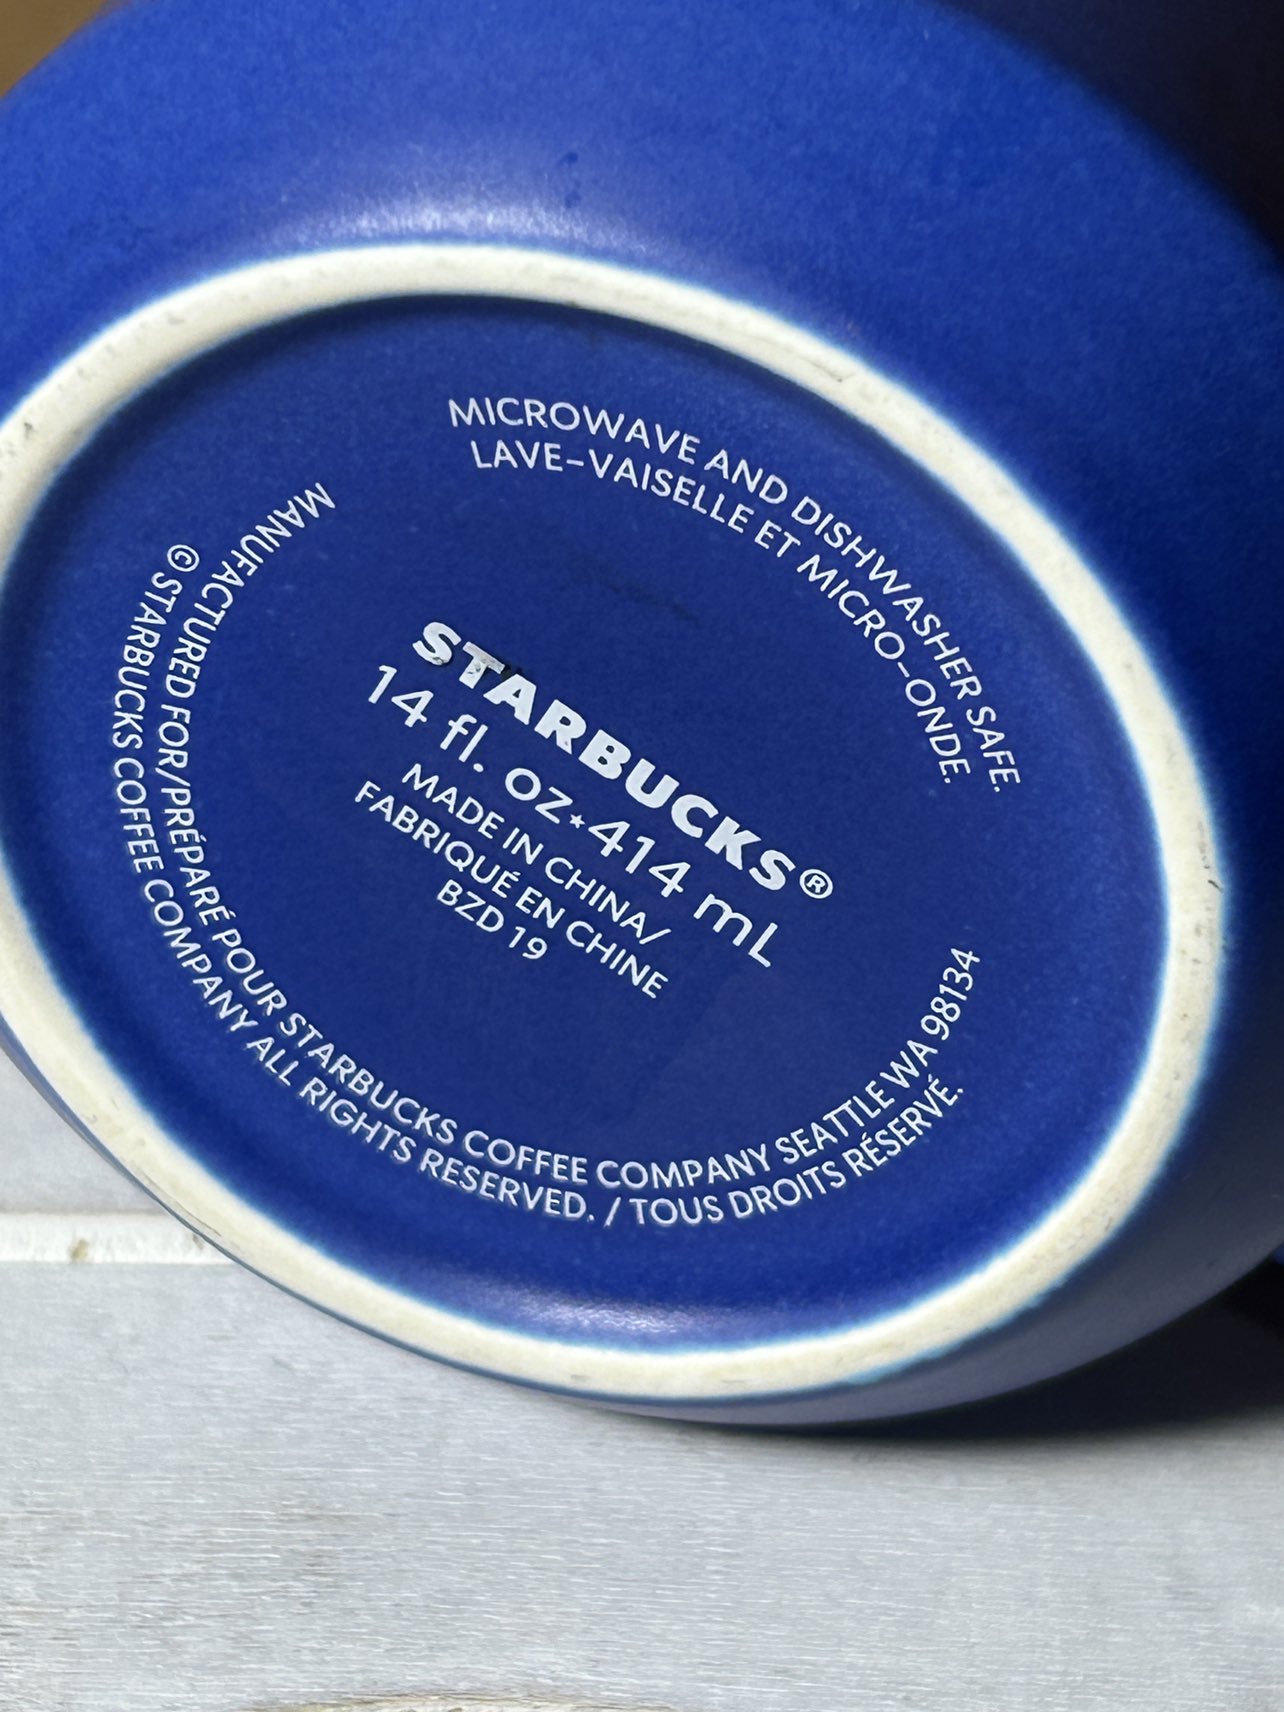 MICROWAVE AND DISHWASHER SAFE.
LAVE-VAISELLE ET MICRO-ONDE.
STARBUCKS®
14 fl. oz⋆414 mL
MADE IN CHINA/
FABRIQUÉ EN CHINE
BZD 19
MANUFACTURED FOR/PRÉPARÉ POUR STARBUCKS COFFEE COMPANY SEATTLE WA 98134
© STARBUCKS COFFEE COMPANY ALL RIGHTS RESERVED. / TOUS DROITS RÉSERVÉ.